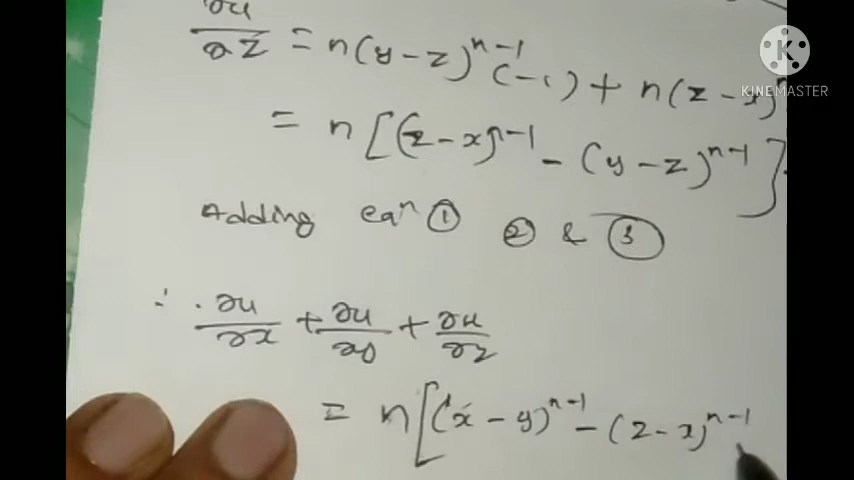 ∂u/∂z = n(y-z)^n-1 (-1) + n(z-x)^n
= n[(z-x)^n-1 - (y-z)^n-1].
Adding eqn ① ② & ③
∴ ∂u/∂x + ∂u/∂y + ∂u/∂z
= n[(x-y)^n-1 - (z-x)^n-1
K
KINEMASTER